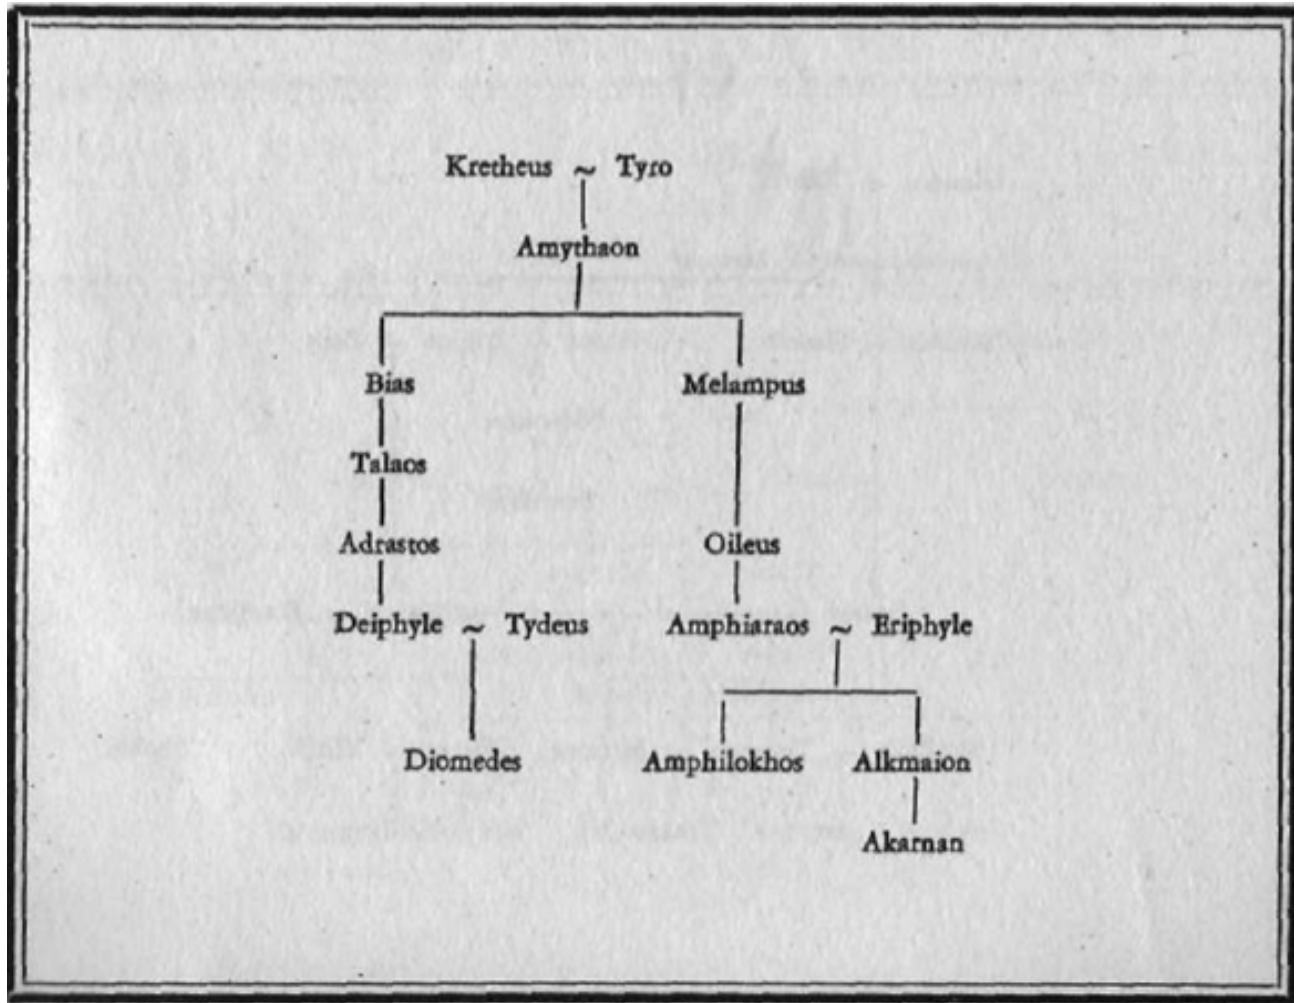 Kretheus ~ Tyro
Amythaon
Bias Melampus
Talaos
Adrastos Oileus
Deiphyle ~ Tydeus Amphiaraos ~ Eriphyle
Diomedes Amphilokhos Alkmaion
Akarnan